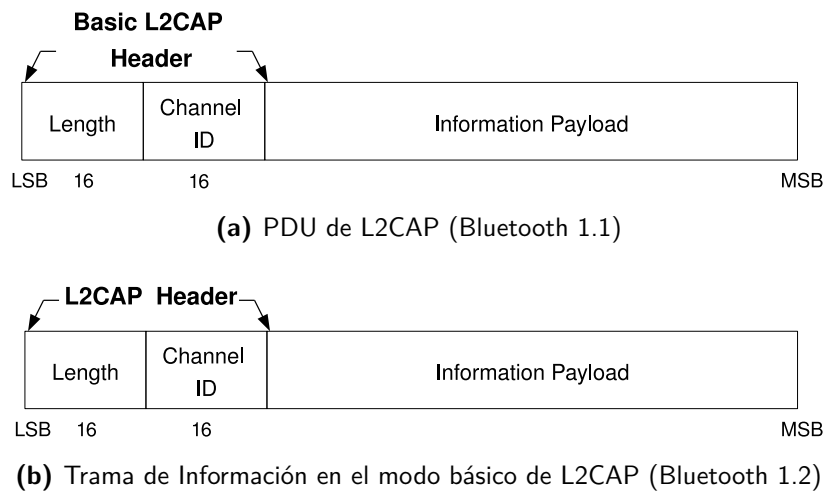 Basic L2CAP
Header
Length
Channel
ID
Information Payload
LSB 16 16 MSB
(a) PDU de L2CAP (Bluetooth 1.1)
L2CAP Header
Length
Channel
ID
Information Payload
LSB 16 16 MSB
(b) Trama de Información en el modo básico de L2CAP (Bluetooth 1.2)